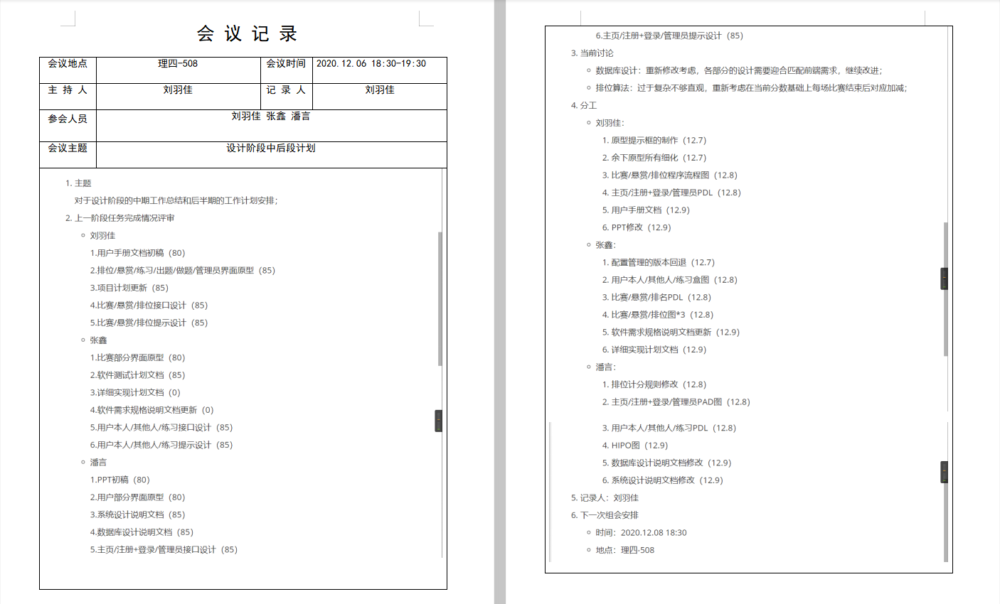 会 议 记 录
会议地点 理四-508 会议时间 2020.12.06 18:30-19:30
主 持 人 刘羽佳 记 录 人 刘羽佳
参会人员 刘羽佳 张鑫 潘言
会议主题 设计阶段中后段计划
1. 主题
对于设计阶段的中期工作总结和后半期的工作计划安排；
2. 上一阶段任务完成情况评审
刘羽佳
1.用户手册文档初稿（80）
2.排位/悬赏/练习/出题/做题/管理员界面原型（85）
3.项目计划更新（85）
4.比赛/悬赏/排位接口设计（85）
5.比赛/悬赏/排位提示设计（85）
张鑫
1.比赛部分界面原型（80）
2.软件测试计划文档（85）
3.详细实现计划文档（0）
4.软件需求规格说明文档更新（0）
5.用户本人/其他人/练习接口设计（85）
6.用户本人/其他人/练习提示设计（85）
潘言
1.PPT初稿（80）
2.用户部分界面原型（80）
3.系统设计说明文档（85）
4.数据库设计说明文档（85）
5.主页/注册+登录/管理员接口设计（85）
6.主页/注册+登录/管理员提示设计（85）
3. 当前讨论
数据库设计：重新修改考虑，各部分的设计需要迎合匹配前端需求，继续改进；
排位算法：过于复杂不够直观，重新考虑在当前分数基础上每场比赛结束后对应加减；
4. 分工
刘羽佳：
1. 原型提示框的制作（12.7）
2. 余下原型所有细化（12.7）
3. 比赛/悬赏/排位程序流程图（12.8）
4. 主页/注册+登录/管理员PDL（12.8）
5. 用户手册文档（12.9）
6. PPT修改（12.9）
张鑫：
1. 配置管理的版本回退（12.7）
2. 用户本人/其他人/练习盒图（12.8）
3. 比赛/悬赏/排名PDL（12.8）
4. 比赛/悬赏/排位图*3（12.8）
5. 软件需求规格说明文档更新（12.9）
6. 详细实现计划文档（12.9）
潘言：
1. 排位计分规则修改（12.8）
2. 主页/注册+登录/管理员PAD图（12.8）
3. 用户本人/其他人/练习PDL（12.8）
4. HIPO图（12.9）
5. 数据库设计说明文档修改（12.9）
6. 系统设计说明文档修改（12.9）
5. 记录人：刘羽佳
6. 下一次组会安排
时间：2020.12.08 18:30
地点：理四-508